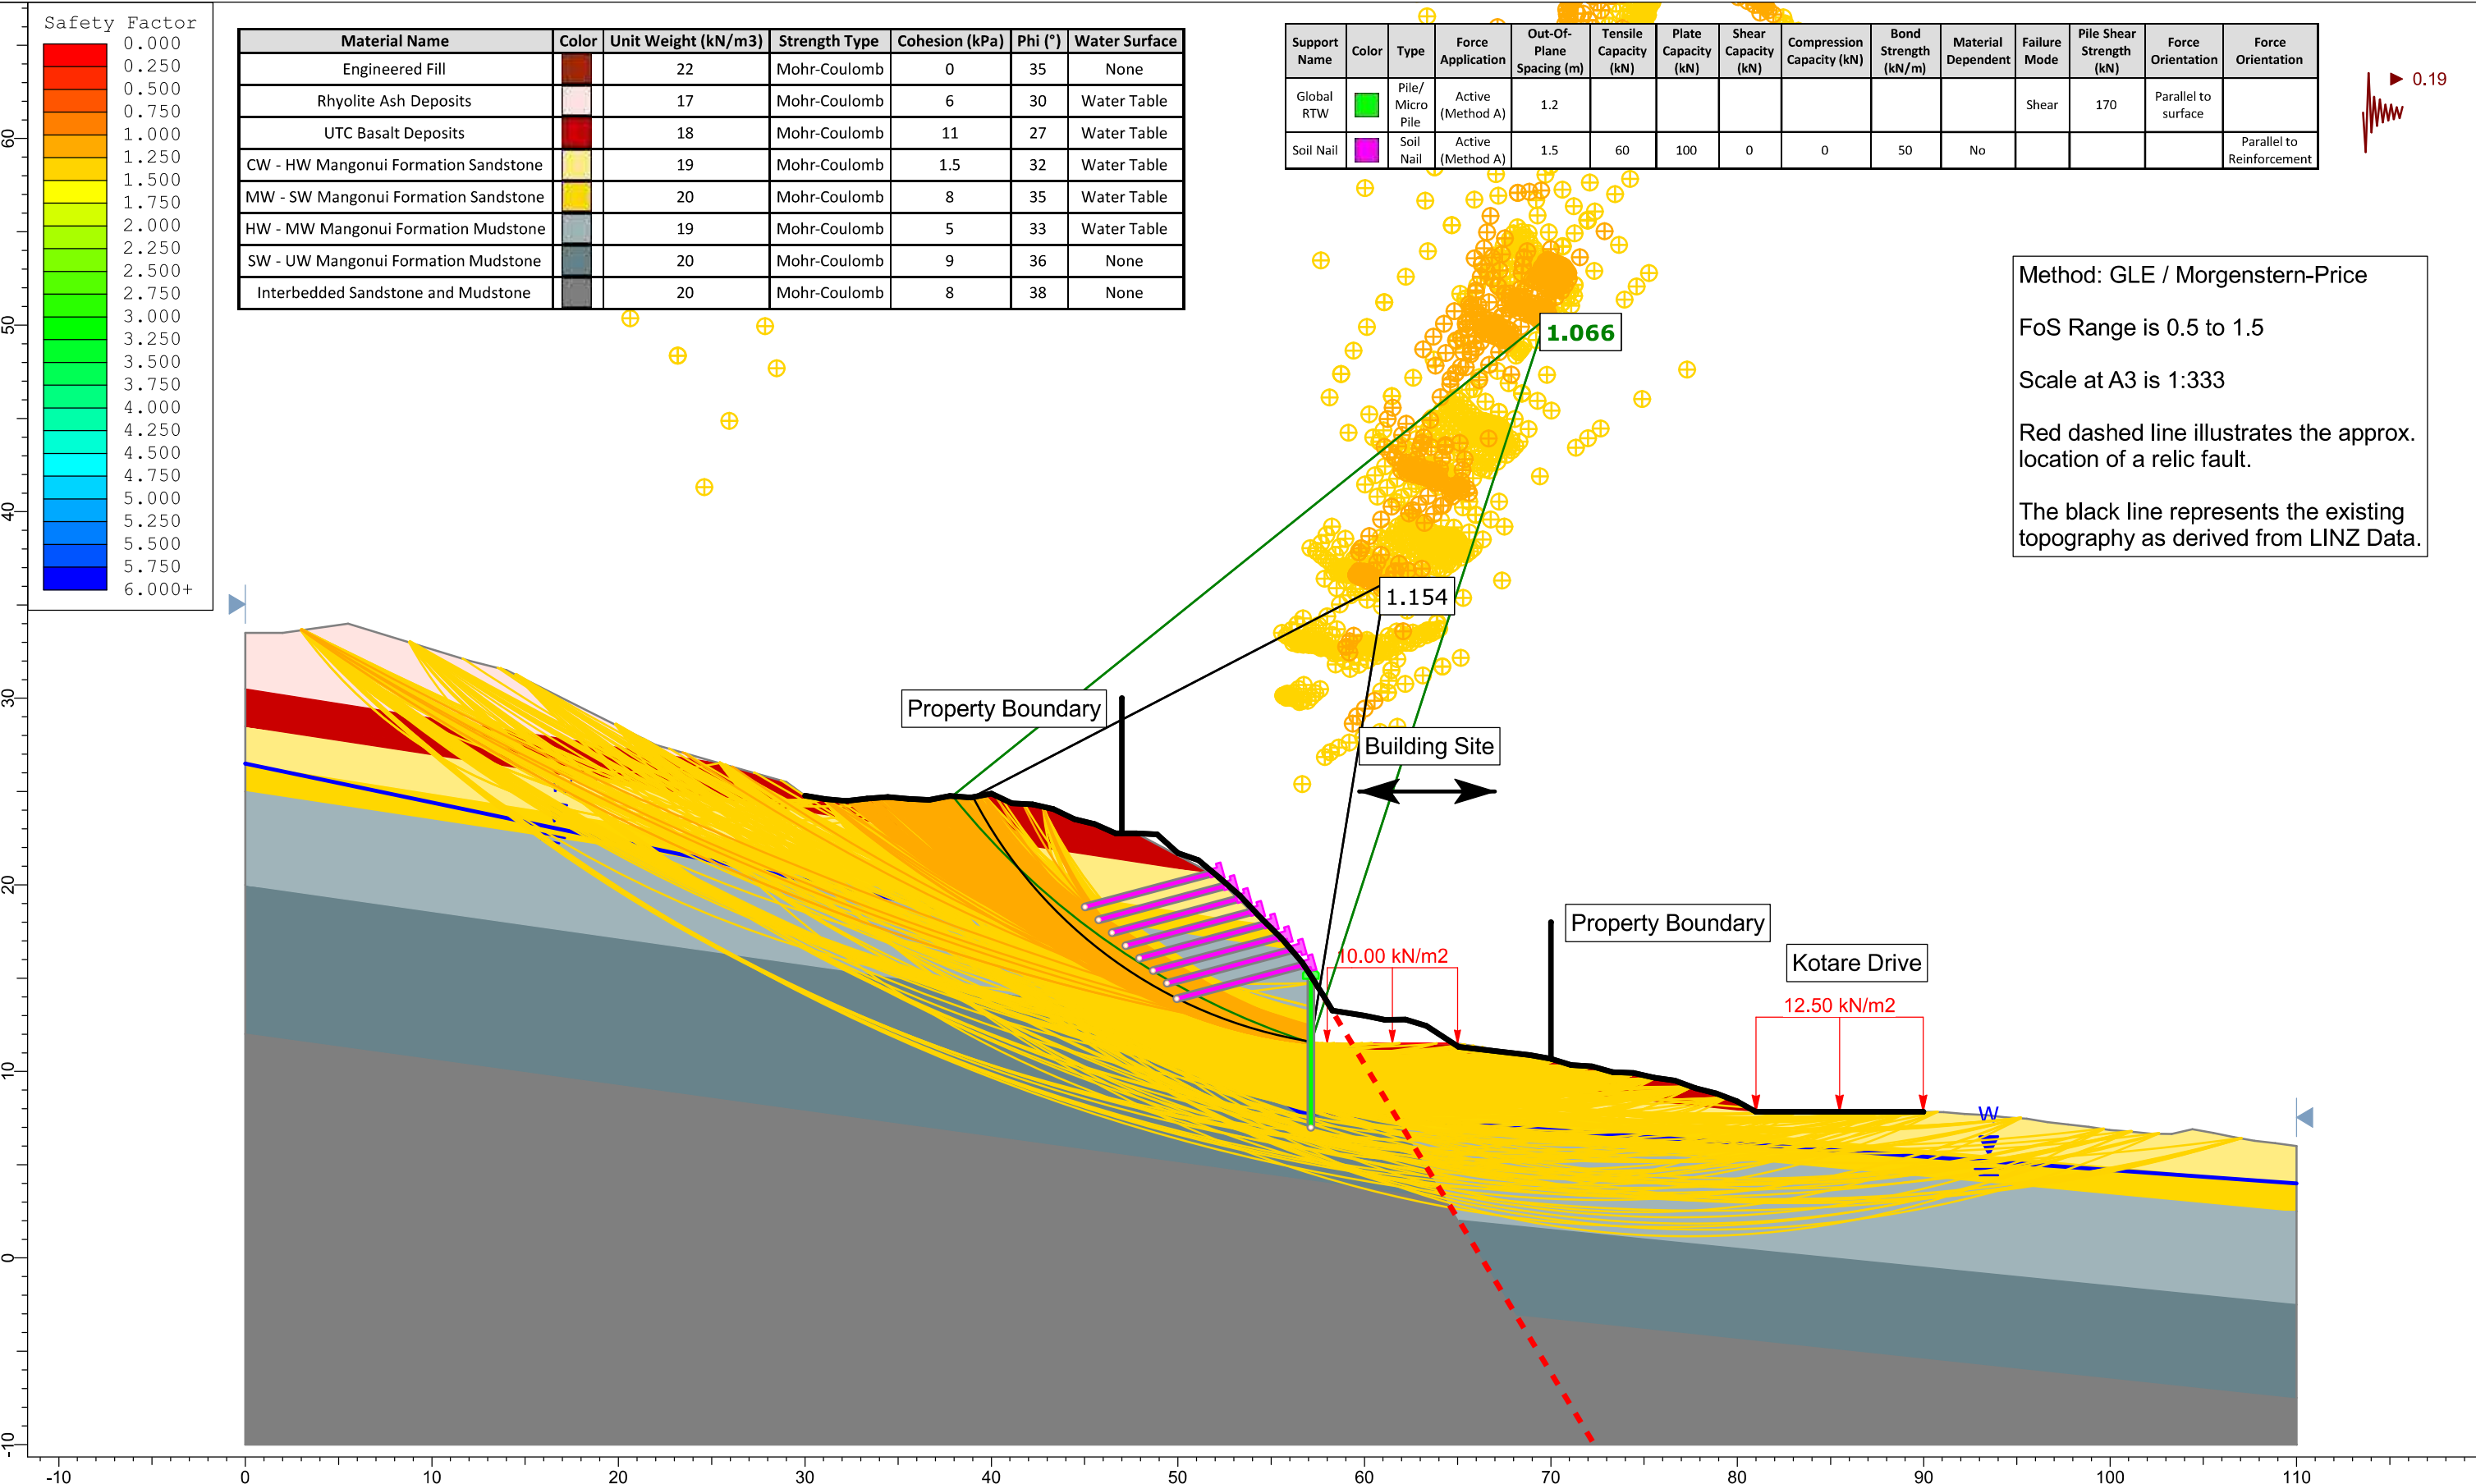 Safety Factor
0.000
0.250
0.500
0.750
1.000
1.250
1.500
1.750
2.000
2.250
2.500
2.750
3.000
3.250
3.500
3.750
4.000
4.250
4.500
4.750
5.000
5.250
5.500
5.750
6.000+
Material Name Color Unit Weight (kN/m3) Strength Type Cohesion (kPa) Phi (°) Water Surface
Engineered Fill 22 Mohr-Coulomb 0 35 None
Rhyolite Ash Deposits 17 Mohr-Coulomb 6 30 Water Table
UTC Basalt Deposits 18 Mohr-Coulomb 11 27 Water Table
CW - HW Mangonui Formation Sandstone 19 Mohr-Coulomb 1.5 32 Water Table
MW - SW Mangonui Formation Sandstone 20 Mohr-Coulomb 8 35 Water Table
HW - MW Mangonui Formation Mudstone 19 Mohr-Coulomb 5 33 Water Table
SW - UW Mangonui Formation Mudstone 20 Mohr-Coulomb 9 36 None
Interbedded Sandstone and Mudstone 20 Mohr-Coulomb 8 38 None
Support Name Color Type Force Application Out-Of-Plane Spacing (m) Tensile Capacity (kN) Plate Capacity (kN) Shear Capacity (kN) Compression Capacity (kN) Bond Strength (kN/m) Material Dependent Failure Mode Pile Shear Strength (kN) Force Orientation Force Orientation
Global RTW Pile/ Micro Pile Active (Method A) 1.2 Shear 170 Parallel to surface
Soil Nail Soil Nail Active (Method A) 1.5 60 100 0 0 50 No Parallel to Reinforcement
0.19
Method: GLE / Morgenstern-Price
FoS Range is 0.5 to 1.5
Scale at A3 is 1:333
Red dashed line illustrates the approx.
location of a relic fault.
The black line represents the existing
topography as derived from LINZ Data.
1.066
1.154
Property Boundary
Building Site
Property Boundary
10.00 kN/m2
Kotare Drive
12.50 kN/m2
W
60
50
40
30
20
10
0
-10
-10 0 10 20 30 40 50 60 70 80 90 100 110